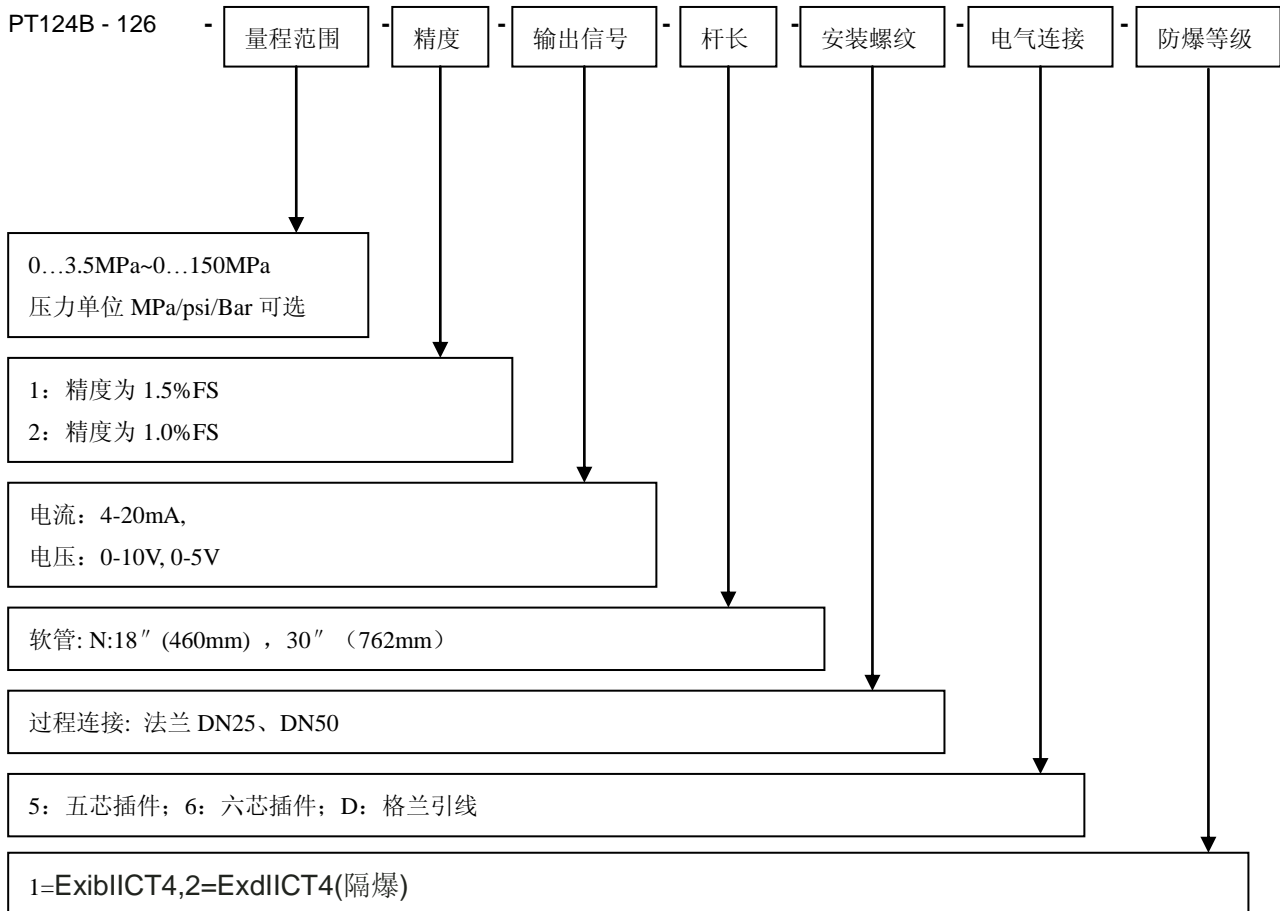 PT124B - 126 - 量程范围 - 精度 - 输出信号 - 杆长 - 安装螺纹 - 电气连接 - 防爆等级
0…3.5MPa~0…150MPa
压力单位 MPa/psi/Bar 可选
1：精度为 1.5%FS
2：精度为 1.0%FS
电流：4-20mA,
电压：0-10V, 0-5V
软管: N:18″(460mm) ，30″（762mm）
过程连接: 法兰 DN25、DN50
5：五芯插件；6：六芯插件；D：格兰引线
1=ExibIICT4,2=ExdIICT4(隔爆)